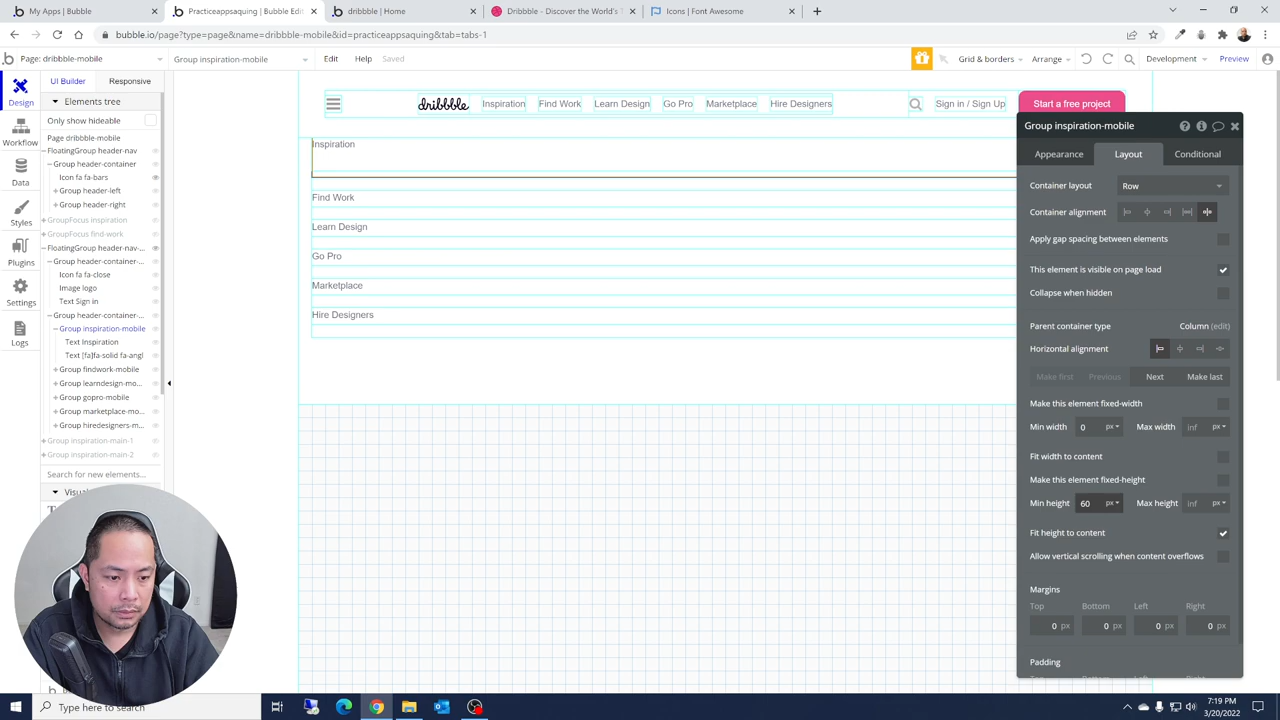 My Apps | Bubble
Practiceappsaquing | Bubble Edit
Home
Dribbble - Discover the World's T
Icons | Font Awesome
bubble.io/page?type=page&name=dribbble-mobile&id=practiceappsaquing&tab=tabs-1
Page: dribbble-mobile
Group inspiration-mobile
Edit
Help
Saved
Grid & borders
Arrange
Development
Preview
Design
Workflow
Data
Styles
Plugins
Settings
Logs
UI Builder
Responsive
Elements tree
Only show hideable
Page dribbble-mobile
FloatingGroup header-nav
Group header-container
Icon fa fa-bars
Group header-left
Group header-right
GroupFocus inspiration
GroupFocus find-work
FloatingGroup header-nav-...
Group header-container-...
Icon fa fa-close
Image logo
Text Sign in
Group header-container-...
Group inspiration-mobile
Text Inspiration
Text [fa]fa-solid fa-angl
Group findwork-mobile
Group learndesign-mo...
Group gopro-mobile
Group marketplace-mo...
Group hiredesigners-m...
Group inspiration-main-1
Group inspiration-main-2
Search for new elements...
dribbble
Inspiration
Find Work
Learn Design
Go Pro
Marketplace
Hire Designers
Sign in / Sign Up
Start a free project
Inspiration
Find Work
Learn Design
Go Pro
Marketplace
Hire Designers
Group inspiration-mobile
Appearance
Layout
Conditional
Container layout
Row
Container alignment
Apply gap spacing between elements
This element is visible on page load
Collapse when hidden
Parent container type
Column (edit)
Horizontal alignment
Make first
Previous
Next
Make last
Make this element fixed-width
Min width 0 px
Max width inf px
Fit width to content
Make this element fixed-height
Min height 60 px
Max height inf px
Fit height to content
Allow vertical scrolling when content overflows
Margins
Top Bottom Left Right
0 px 0 px 0 px 0 px
Padding
Type here to search
7:19 PM
3/20/2022